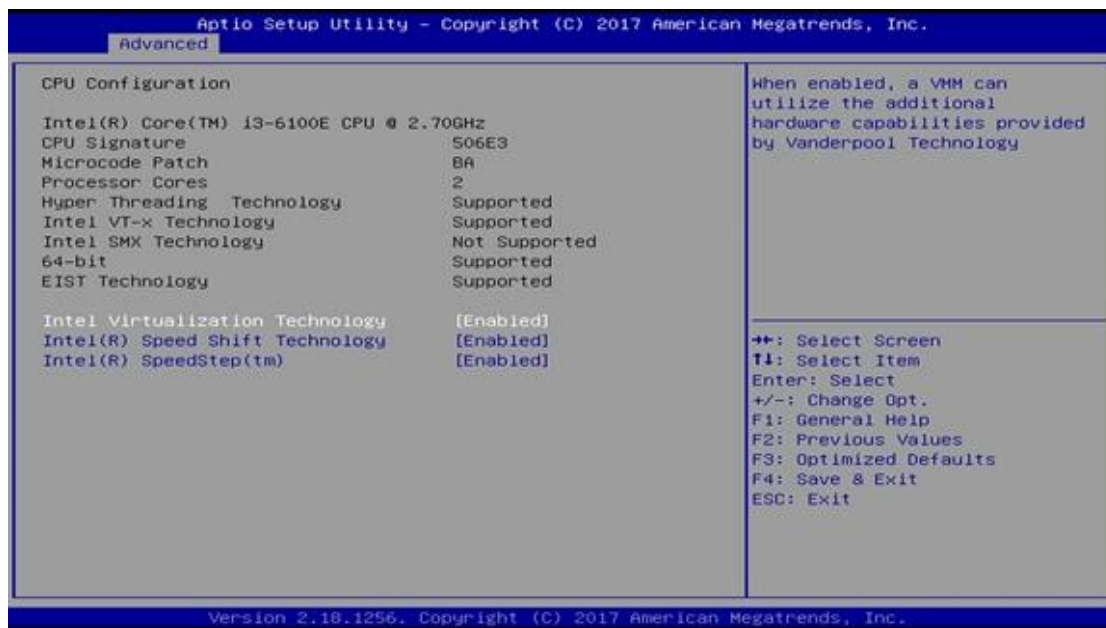 Aptio Setup Utility – Copyright (C) 2017 American Megatrends, Inc.
Advanced
CPU Configuration
Intel(R) Core(TM) i3-6100E CPU @ 2.70GHz
CPU Signature 506E3
Microcode Patch BA
Processor Cores 2
Hyper Threading Technology Supported
Intel VT-x Technology Supported
Intel SMX Technology Not Supported
64-bit Supported
EIST Technology Supported
Intel Virtualization Technology [Enabled]
Intel(R) Speed Shift Technology [Enabled]
Intel(R) SpeedStep(tm) [Enabled]
When enabled, a VMM can
utilize the additional
hardware capabilities provided
by Vanderpool Technology
→←: Select Screen
↑↓: Select Item
Enter: Select
+/-: Change Opt.
F1: General Help
F2: Previous Values
F3: Optimized Defaults
F4: Save & Exit
ESC: Exit
Version 2.18.1256. Copyright (C) 2017 American Megatrends, Inc.